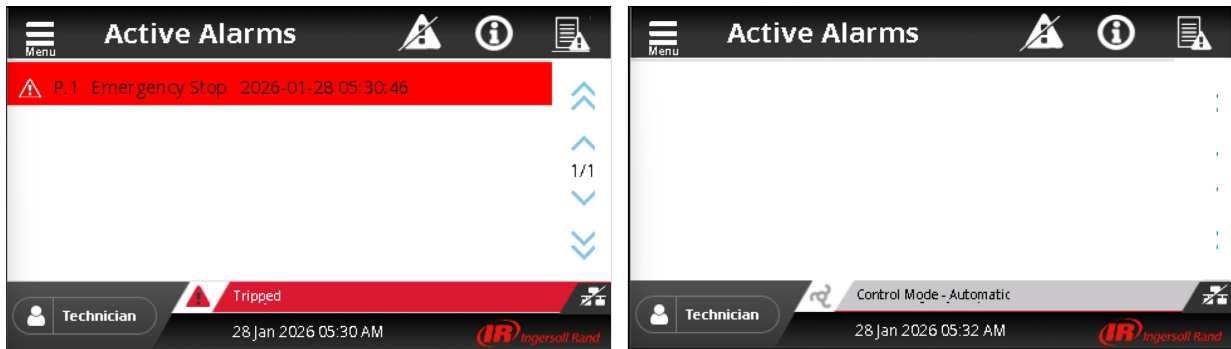 Menu
Active Alarms
P.1 Emergency Stop 2026-01-28 05:30:46
1/1
Technician
Tripped
28 Jan 2026 05:30 AM
IR Ingersoll Rand
Menu
Active Alarms
Technician
Control Mode - Automatic
28 Jan 2026 05:32 AM
IR Ingersoll Rand